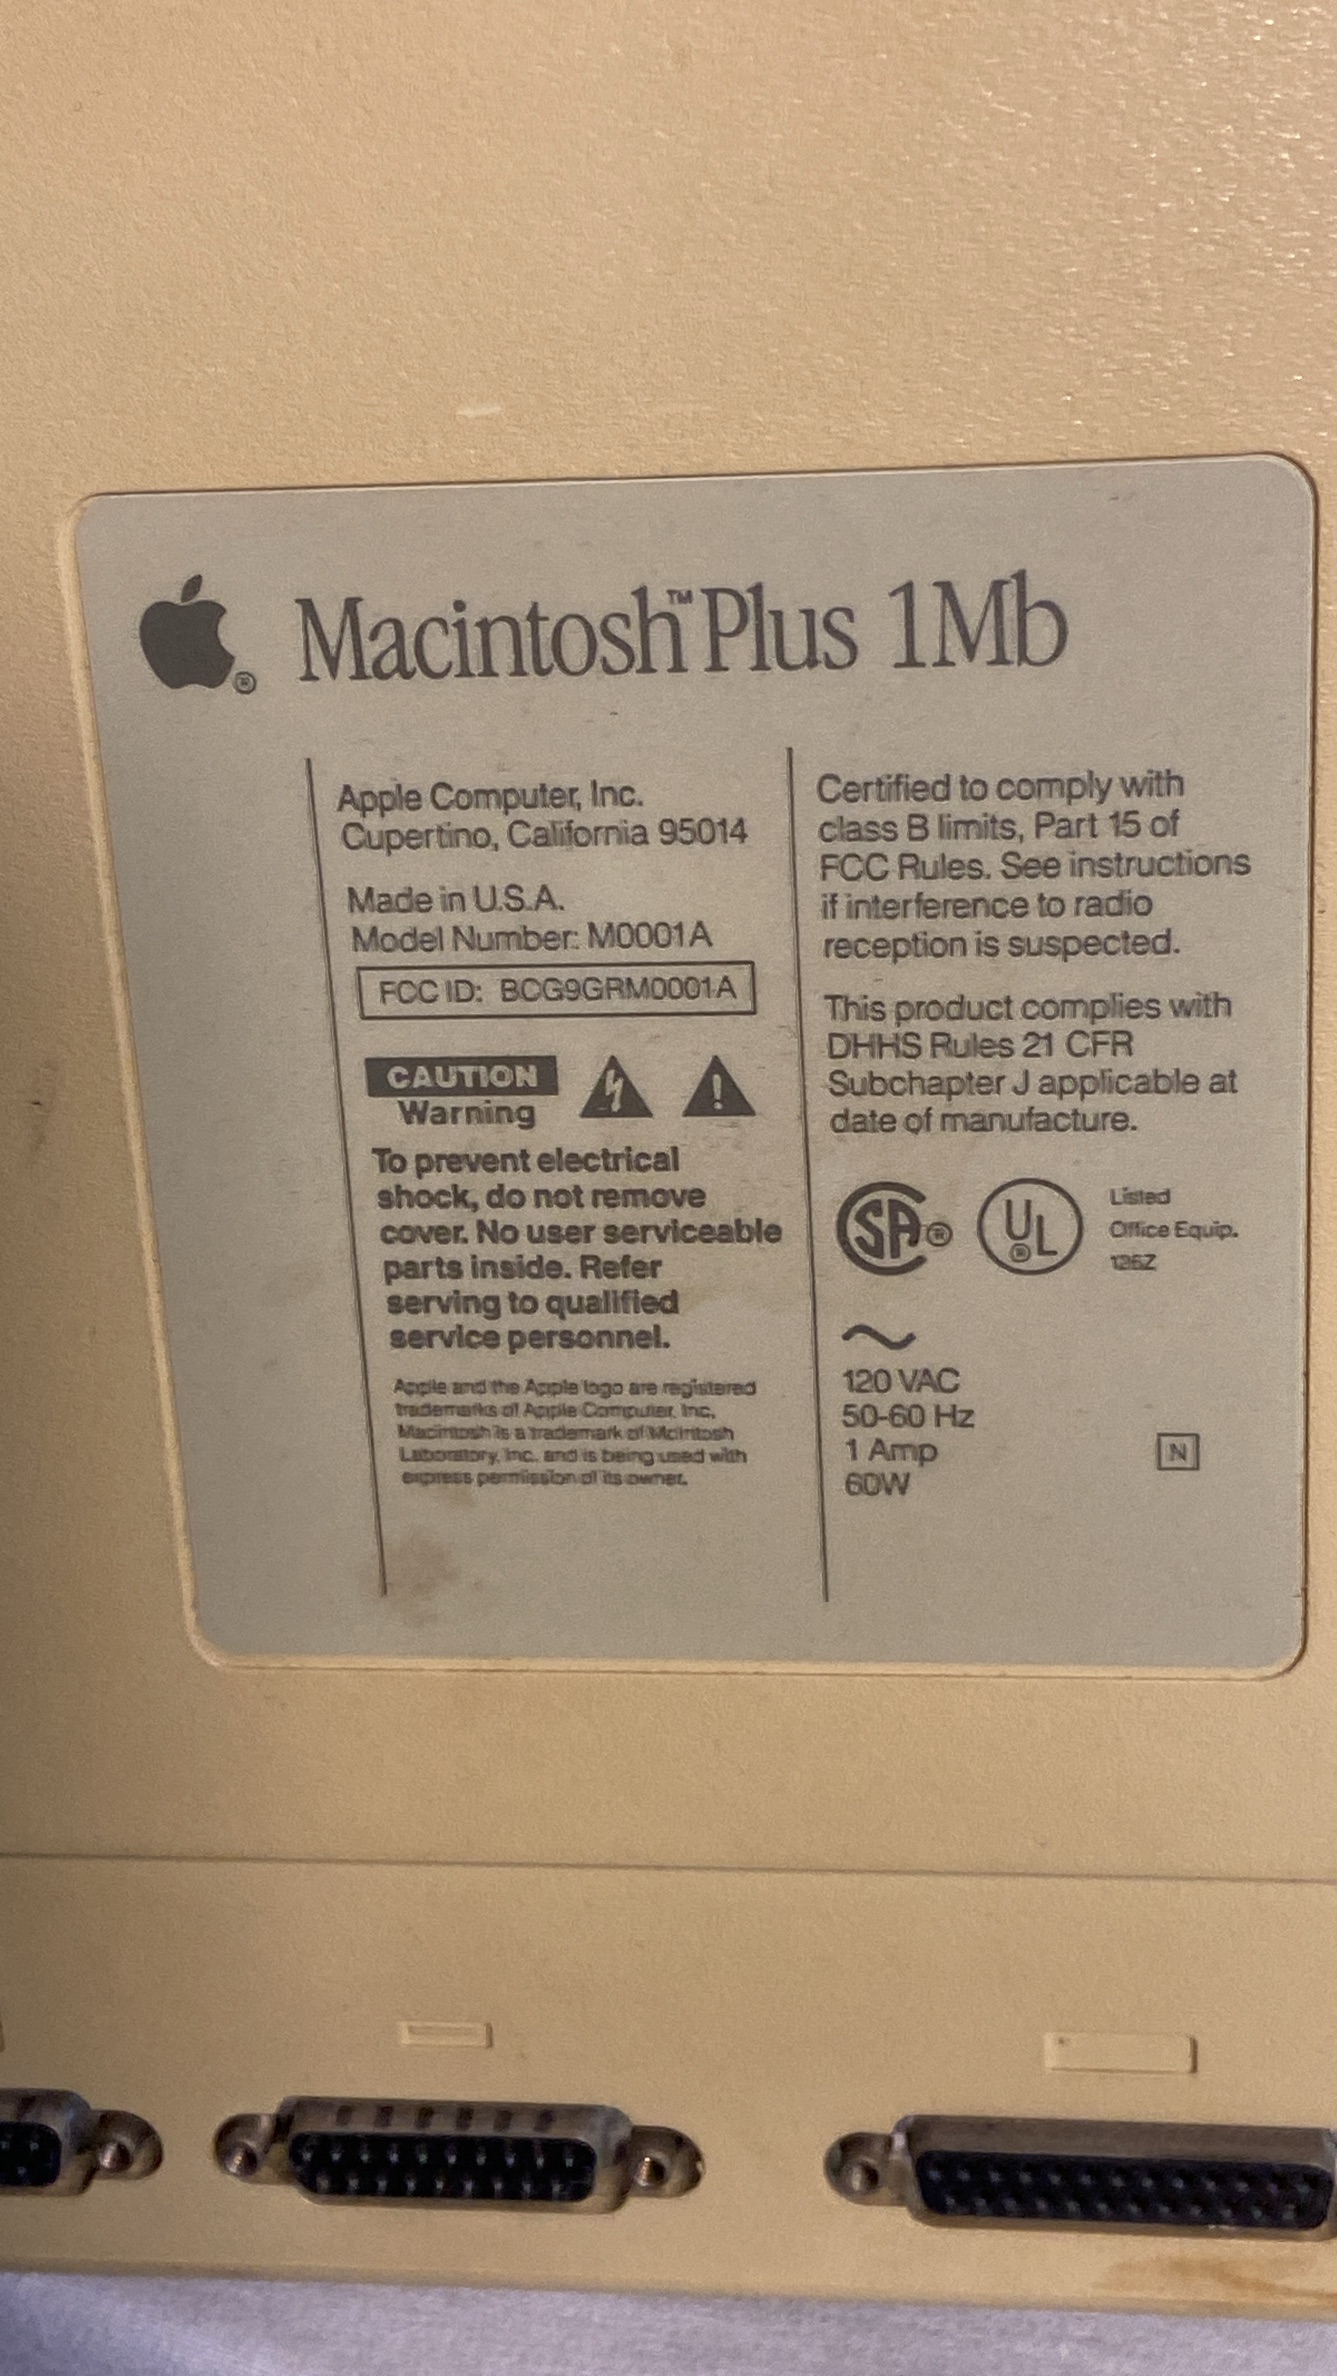 Macintosh™ Plus 1Mb
Apple Computer, Inc.
Cupertino, California 95014
Made in U.S.A.
Model Number: M0001A
FCC ID: BCG9GRM0001A
CAUTION
Warning
To prevent electrical
shock, do not remove
cover. No user serviceable
parts inside. Refer
serving to qualified
service personnel.
Apple and the Apple logo are registered
trademarks of Apple Computer, Inc.
Macintosh is a trademark of McIntosh
Laboratory, Inc. and is being used with
express permission of its owner.
Certified to comply with
class B limits, Part 15 of
FCC Rules. See instructions
if interference to radio
reception is suspected.
This product complies with
DHHS Rules 21 CFR
Subchapter J applicable at
date of manufacture.
SA®
UL®
Listed
Office Equip.
126Z
120 VAC
50-60 Hz
1 Amp
60W
N